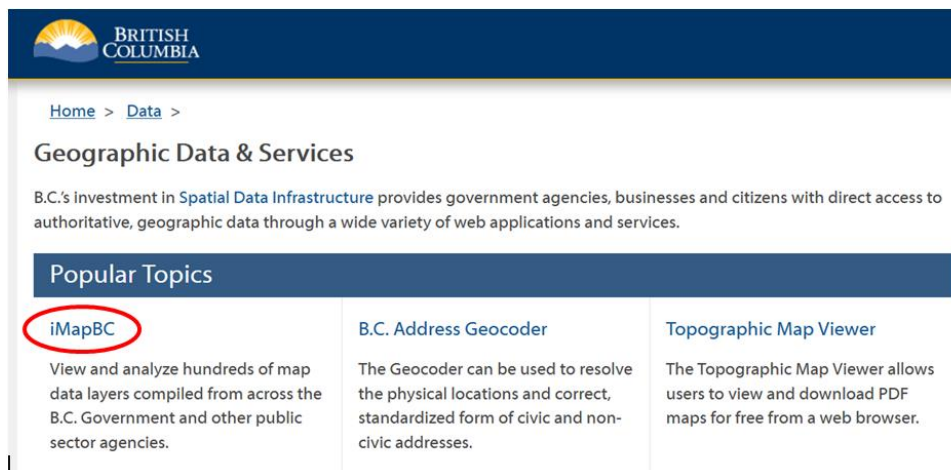 BRITISH
COLUMBIA
Home > Data >
Geographic Data & Services
B.C.'s investment in Spatial Data Infrastructure provides government agencies, businesses and citizens with direct access to
authoritative, geographic data through a wide variety of web applications and services.
Popular Topics
iMapBC
View and analyze hundreds of map
data layers compiled from across the
B.C. Government and other public
sector agencies.
B.C. Address Geocoder
The Geocoder can be used to resolve
the physical locations and correct,
standardized form of civic and non-
civic addresses.
Topographic Map Viewer
The Topographic Map Viewer allows
users to view and download PDF
maps for free from a web browser.